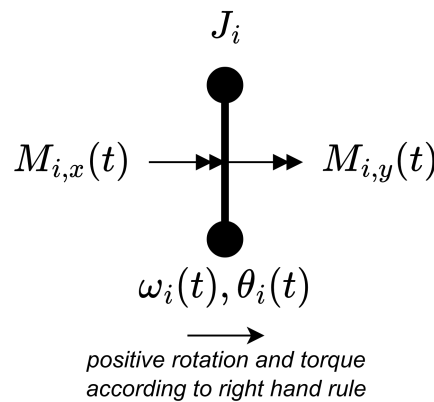 J_i
M_{i,x}(t) M_{i,y}(t)
ω_i(t), θ_i(t)
positive rotation and torque
according to right hand rule